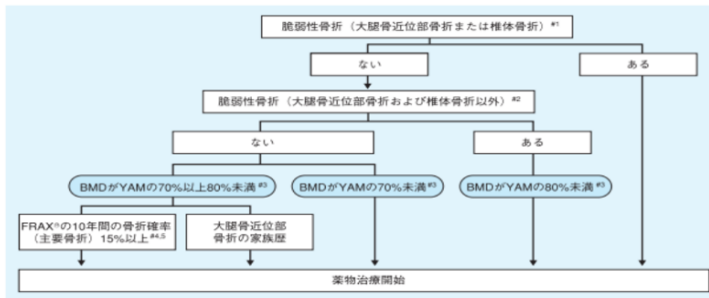 脆弱性骨折（大腿骨近位部骨折または椎体骨折）#1
ない
ある
脆弱性骨折（大腿骨近位部骨折および椎体骨折以外）#2
ない
ある
BMDがYAMの70%以上80%未満#3
BMDがYAMの70%未満#3
BMDがYAMの80%未満#3
FRAX®の10年間の骨折確率
（主要骨折）15%以上#4,5
大腿骨近位部
骨折の家族歴
薬物治療開始